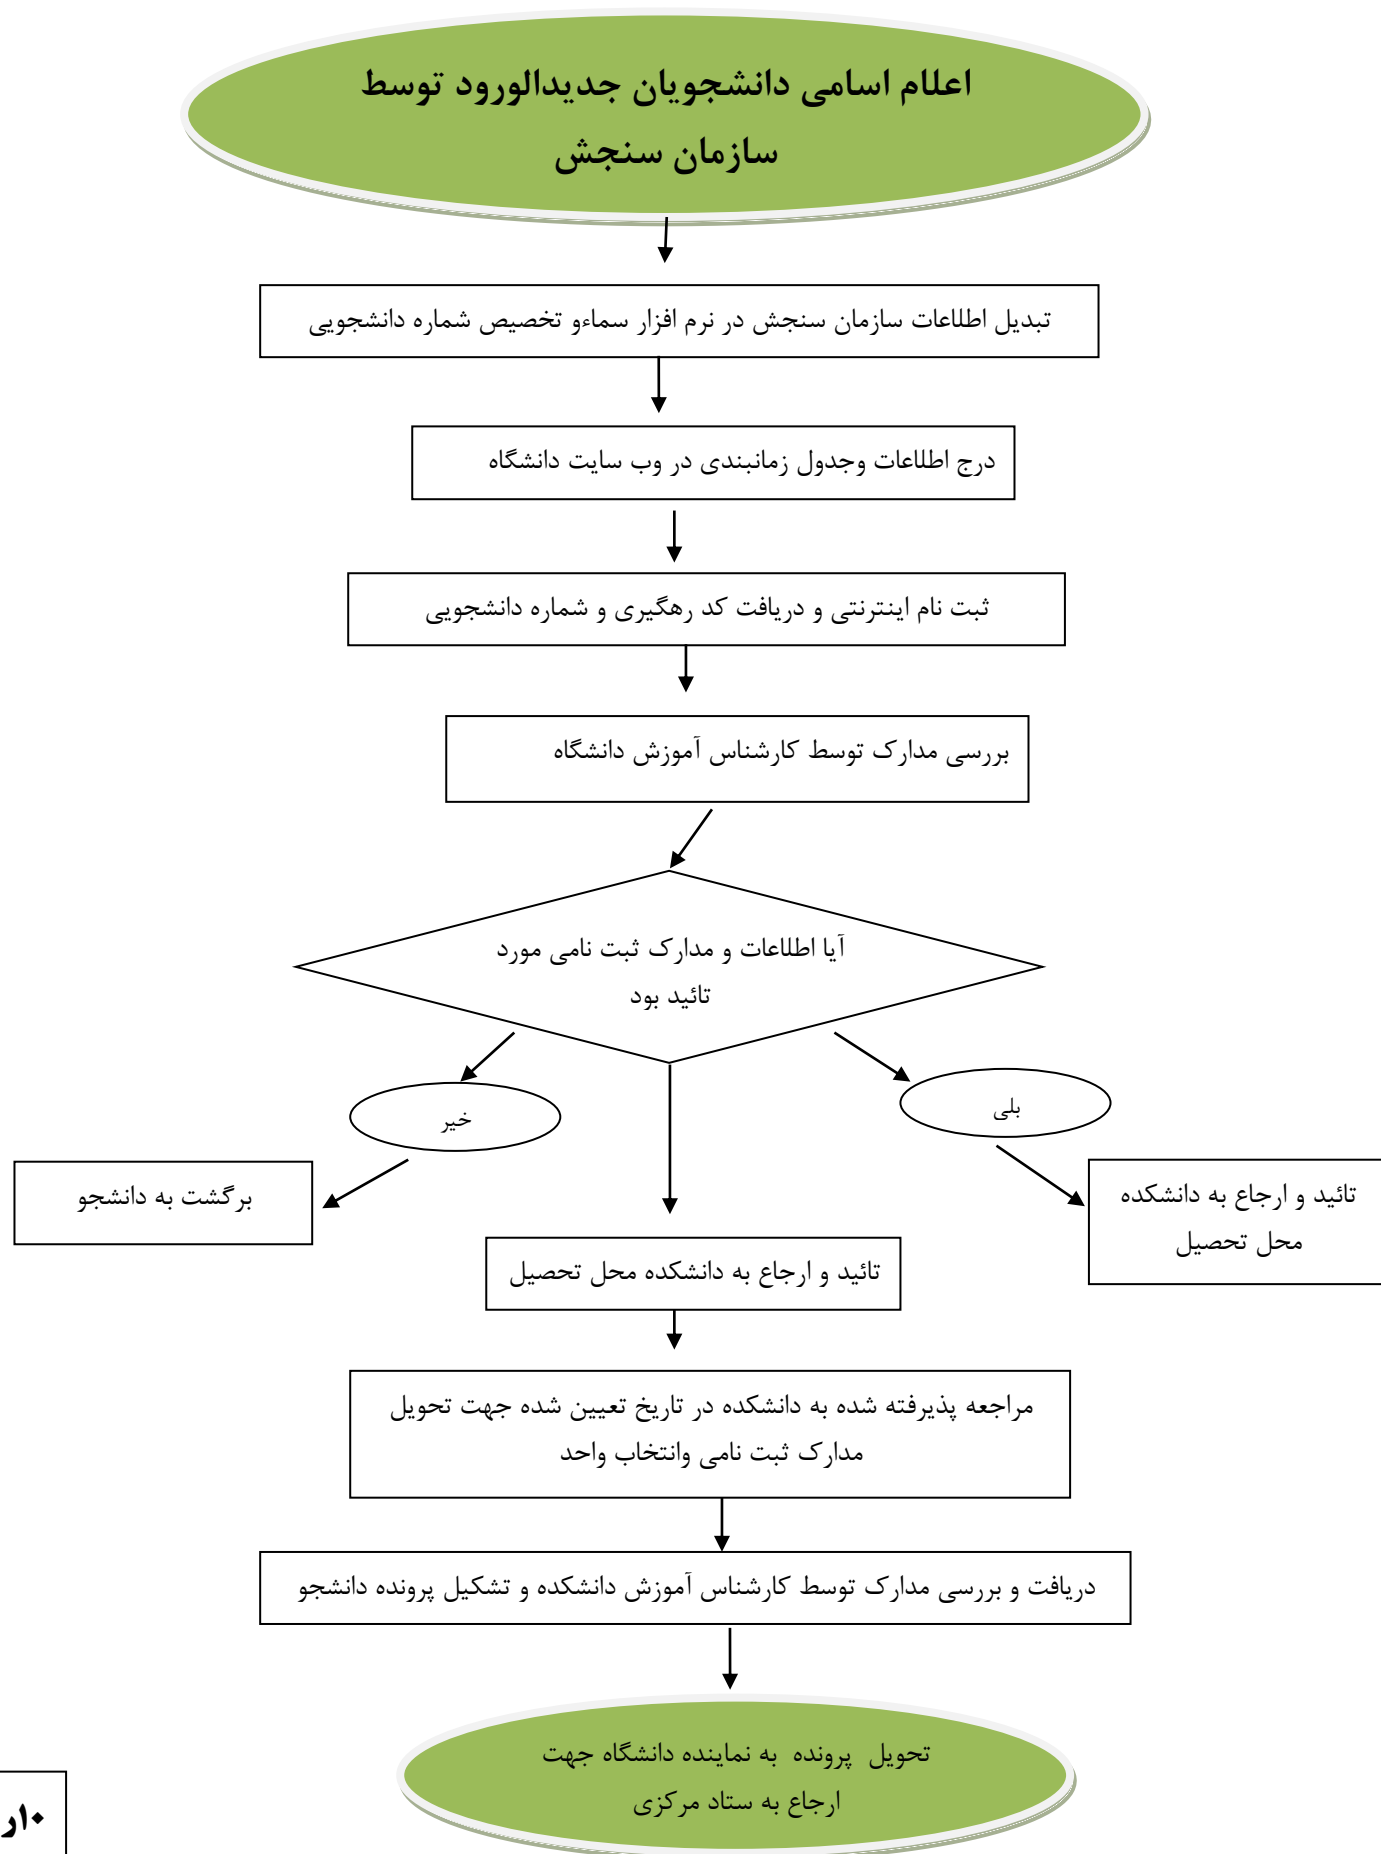 اعلام اسامی دانشجویان جدیدالورود توسط
سازمان سنجش
تبدیل اطلاعات سازمان سنجش در نرم افزار سماءو تخصیص شماره دانشجویی
درج اطلاعات وجدول زمانبندی در وب سایت دانشگاه
ثبت نام اینترنتی و دریافت کد رهگیری و شماره دانشجویی
بررسی مدارک توسط کارشناس آموزش دانشگاه
آیا اطلاعات و مدارک ثبت نامی مورد
تائید بود
بلی
خیر
تائید و ارجاع به دانشکده
محل تحصیل
برگشت به دانشجو
تائید و ارجاع به دانشکده محل تحصیل
مراجعه پذیرفته شده به دانشکده در تاریخ تعیین شده جهت تحویل
مدارک ثبت نامی وانتخاب واحد
دریافت و بررسی مدارک توسط کارشناس آموزش دانشکده و تشکیل پرونده دانشجو
تحویل پرونده به نماینده دانشگاه جهت
ارجاع به ستاد مرکزی